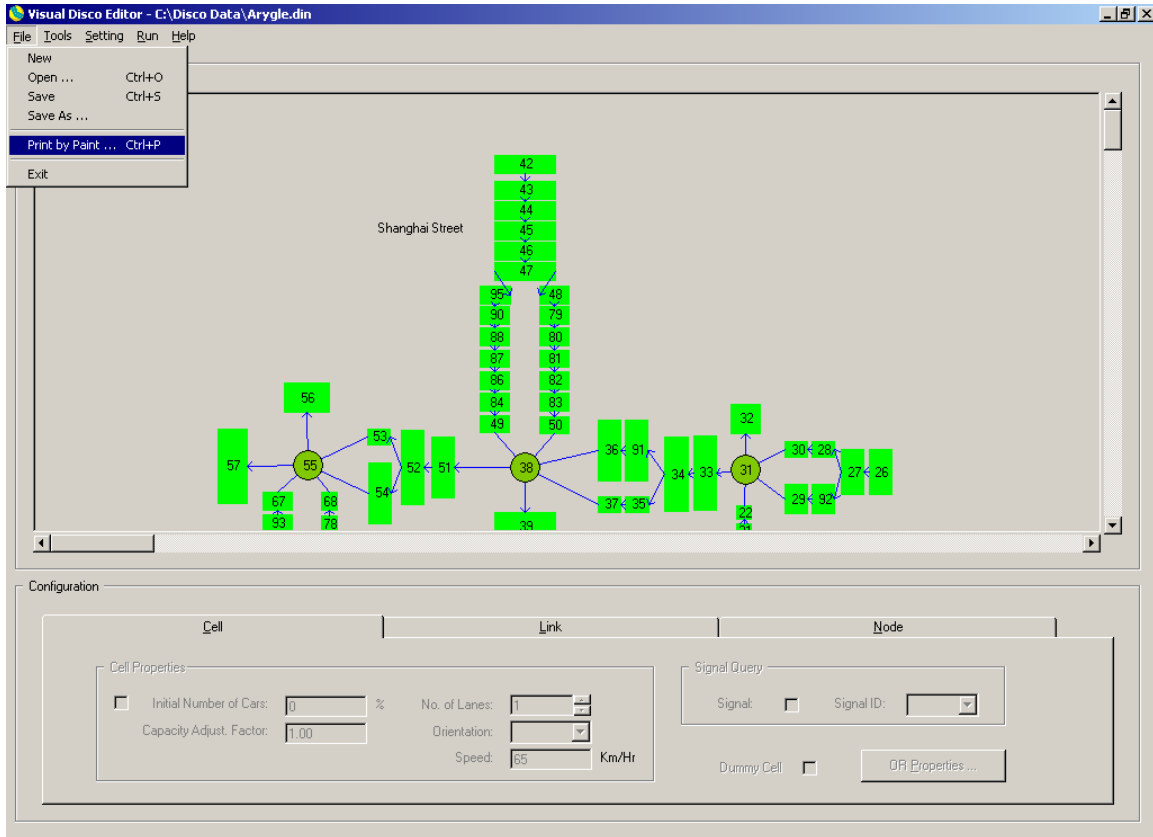 Visual Disco Editor - C:\Disco Data\Arygle.din
File Tools Setting Run Help
New
Open ... Ctrl+O
Save Ctrl+S
Save As ...
Print by Paint ... Ctrl+P
Exit
42
43
44
Shanghai Street 45
46
47
95 48
90 79
88 80
87 81
86 82
56 84 83
32
53 49 50
36 91 30 28
57 55 52 51 38 34 33 31 27 26
54
67 68 37 35 29 92
93 78 39 22
21
Configuration
Cell Link Node
Cell Properties Signal Query
Initial Number of Cars: 0 % No. of Lanes: 1 Signal: Signal ID:
Capacity Adjust. Factor: 1.00 Orientation:
Speed: 65 Km/Hr Dummy Cell OR Properties ...